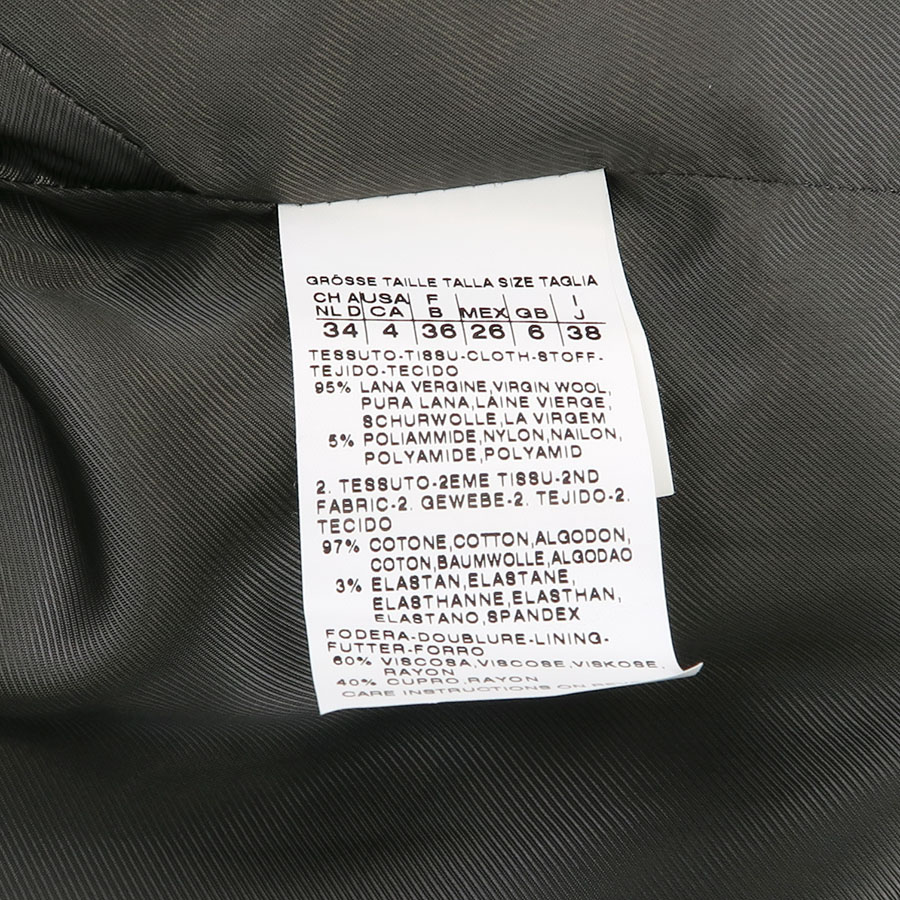 GRÖSSE TAILLE TALLA SIZE TAGLIA
CH A USA F I
NL D CA B MEX GB J
34 4 36 26 6 38
TESSUTO-TISSU-CLOTH-STOFF-
TEJIDO-TECIDO
95% LANA VERGINE,VIRGIN WOOL,
PURA LANA,LAINE VIERGE,
SCHURWOLLE,LA VIRGEM
5% POLIAMMIDE,NYLON,NAILON,
POLYAMIDE,POLYAMID
2. TESSUTO-2EME TISSU-2ND
FABRIC-2. GEWEBE-2. TEJIDO-2.
TECIDO
97% COTONE,COTTON,ALGODON,
COTON,BAUMWOLLE,ALGODAO
3% ELASTAN,ELASTANE,
ELASTHANNE,ELASTHAN,
ELASTANO,SPANDEX
FODERA-DOUBLURE-LINING-
FUTTER-FORRO
60% VISCOSA,VISCOSE,VISKOSE,
RAYON
40% CUPRO,RAYON
CARE INSTRUCTIONS ON